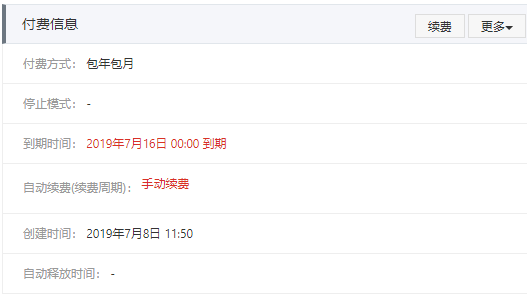 付费信息 续费 更多
付费方式: 包年包月
停止模式: -
到期时间: 2019年7月16日 00:00 到期
自动续费(续费周期): 手动续费
创建时间: 2019年7月8日 11:50
自动释放时间: -